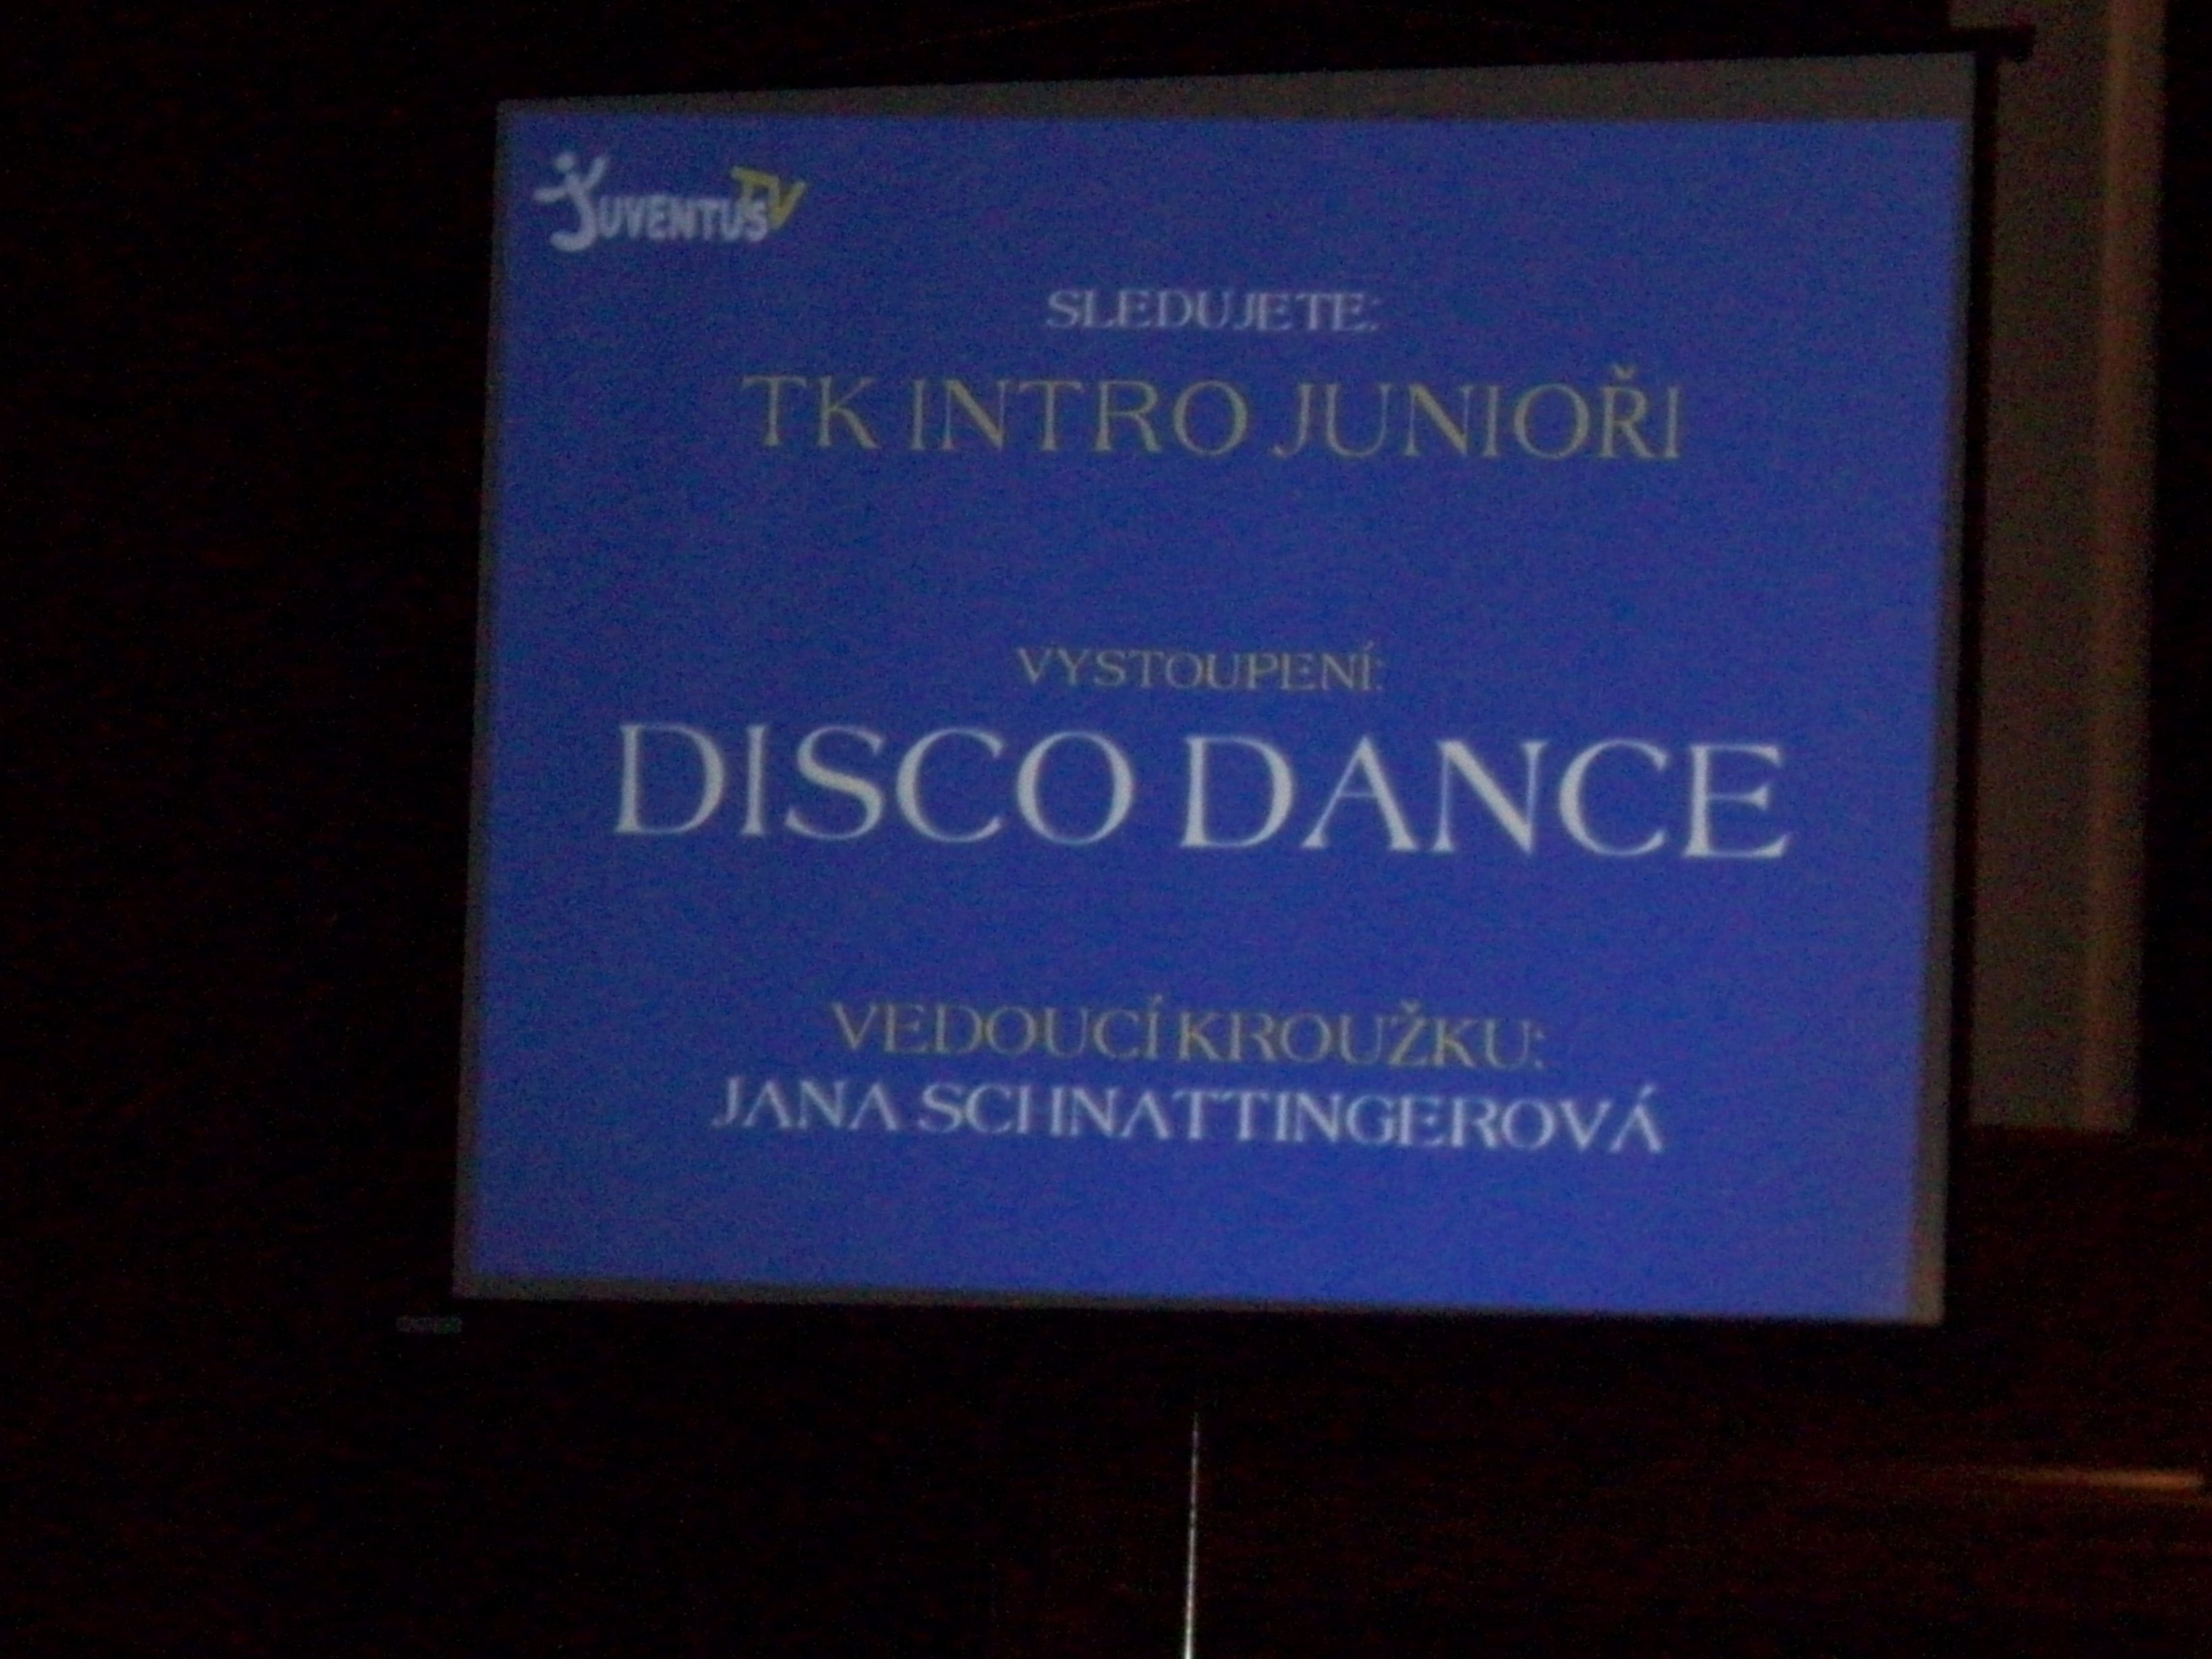 JUVENTUS TV
SLEDUJETE:
TK INTRO JUNIOŘI
VYSTOUPENÍ:
DISCO DANCE
VEDOUCÍ KROUŽKU:
JANA SCHNATTINGEROVÁ